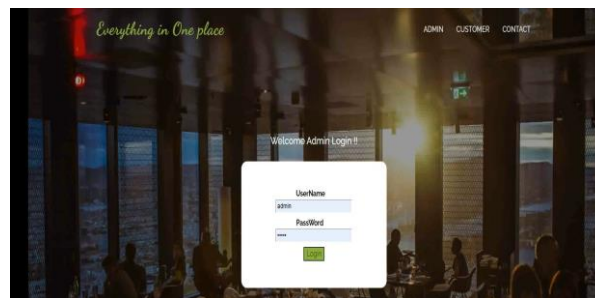 Everything in One place
ADMIN CUSTOMER CONTACT
Welcome Admin Login !!
UserName
admin
PassWord
•••••
Login